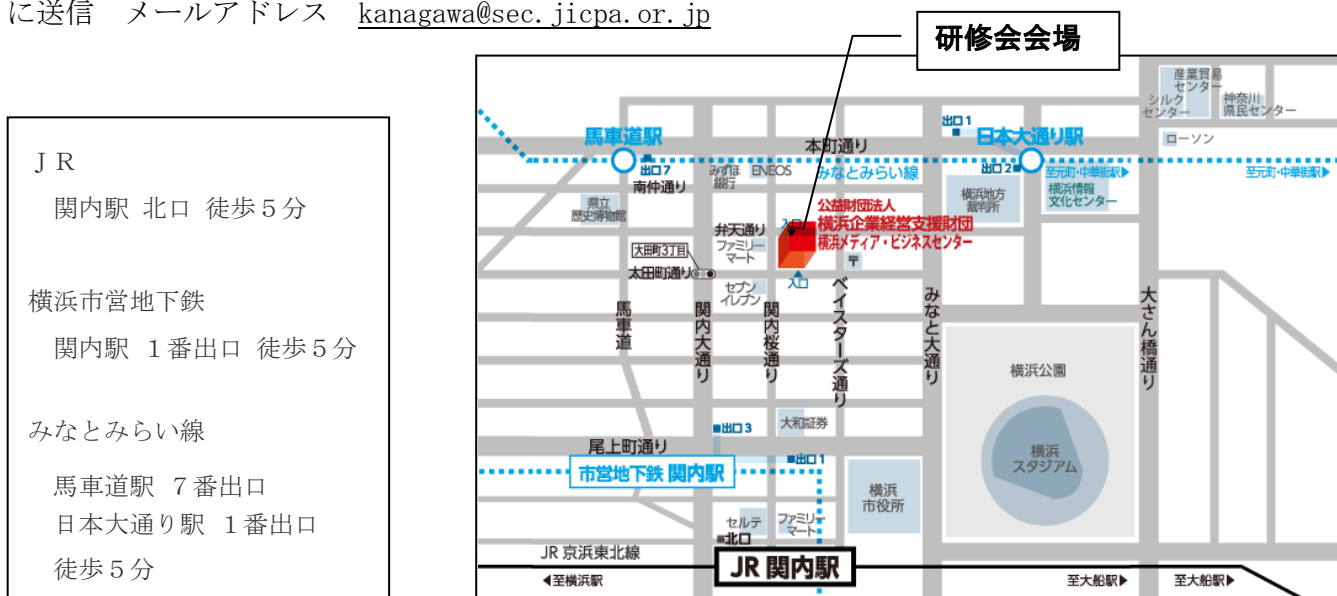 に送信　メールアドレス　kanagawa@sec.jicpa.or.jp
研修会会場
ＪＲ
関内駅 北口 徒歩５分
横浜市営地下鉄
関内駅 １番出口 徒歩５分
みなとみらい線
馬車道駅 ７番出口
日本大通り駅 １番出口
徒歩５分
産業貿易
センター
シルク
センター
神奈川
県民センター
出口1
馬車道駅
本町通り
日本大通り駅
ローソン
出口7
みずほ
銀行
ENEOS
みなとみらい線
出口2
至元町・中華街駅▶
至元町・中華街駅▶
南仲通り
県立
歴史博物館
横浜地方
裁判所
横浜情報
文化センター
公益財団法人
横浜企業経営支援財団
横浜メディア・ビジネスセンター
入口
弁天通り
ファミリー
マート
〒
太田町3丁目
太田町通り
入口
セブン
イレブン
馬車道
関内大通り
関内桜通り
ベイスターズ通り
みなと大通り
大さん橋通り
横浜公園
横浜
スタジアム
出口3
大和証券
尾上町通り
出口1
市営地下鉄 関内駅
横浜
市役所
セルテ
ファミリー
マート
北口
JR 京浜東北線
JR 関内駅
◀至横浜駅
至大船駅▶
至大船駅▶